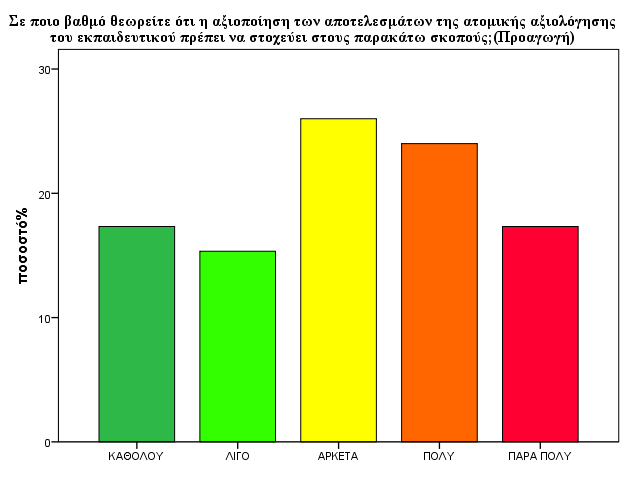 Σε ποιο βαθμό θεωρείτε ότι η αξιοποίηση των αποτελεσμάτων της ατομικής αξιολόγησης
του εκπαιδευτικού πρέπει να στοχεύει στους παρακάτω σκοπούς;(Προαγωγή)
30
20
10
0
ποσοστό%
ΚΑΘΟΛΟΥ
ΛΙΓΟ
ΑΡΚΕΤΑ
ΠΟΛΥ
ΠΑΡΑ ΠΟΛΥ